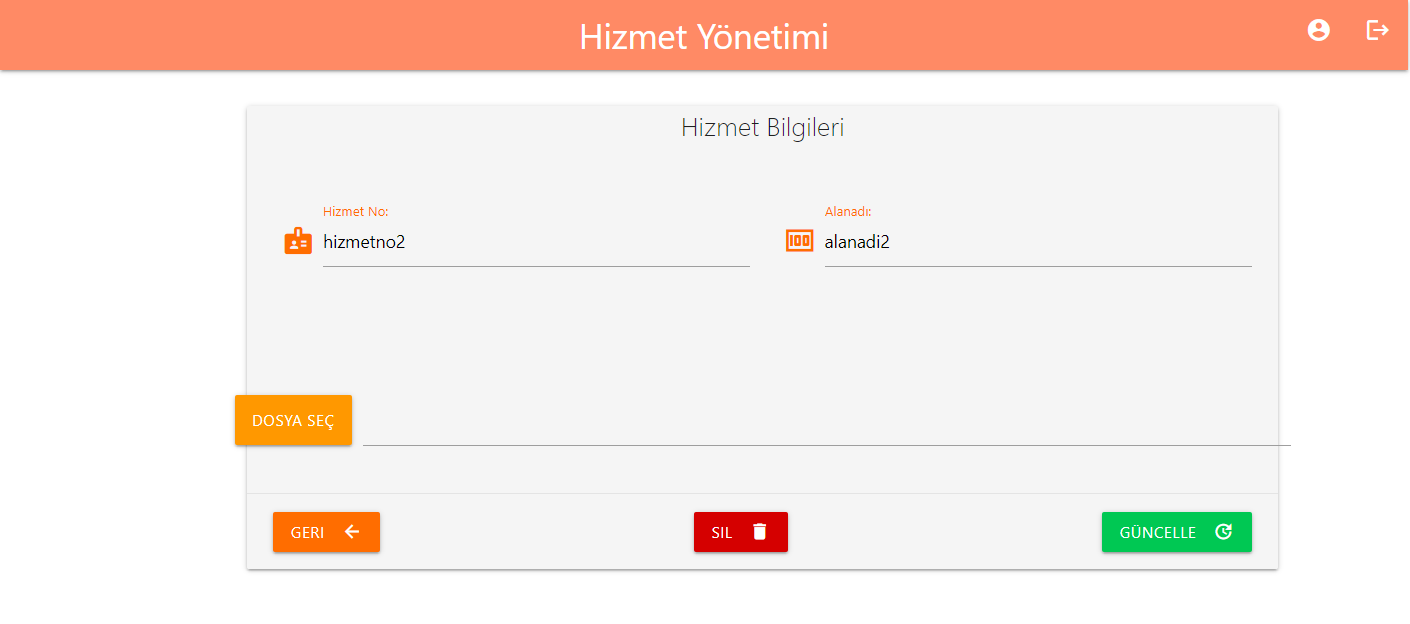 Hizmet Yönetimi
Hizmet Bilgileri
Hizmet No:
hizmetno2
Alanadı:
alanadi2
DOSYA SEÇ
GERI
SIL
GÜNCELLE